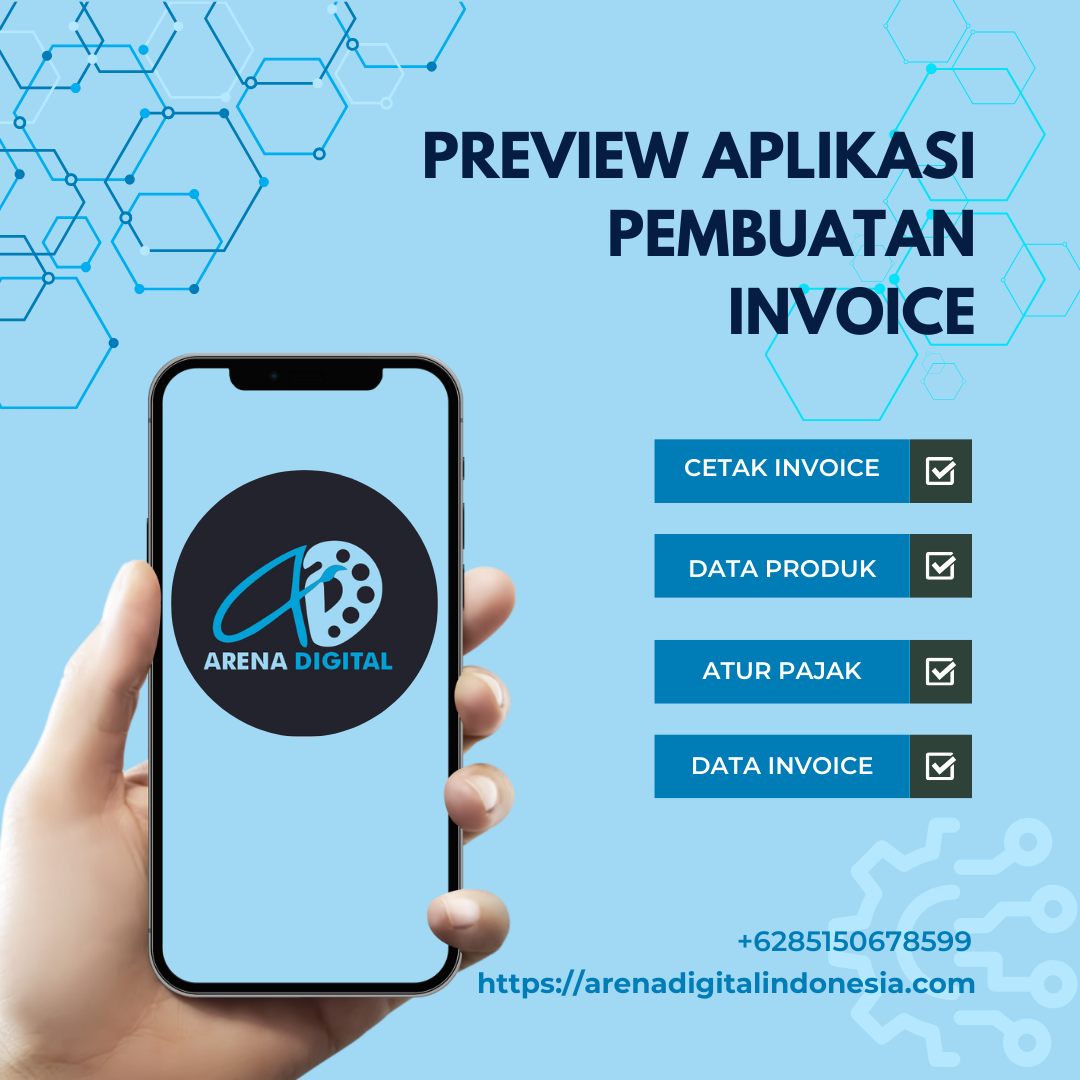 PREVIEW APLIKASI
PEMBUATAN
INVOICE
CETAK INVOICE
DATA PRODUK
ATUR PAJAK
DATA INVOICE
ARENA DIGITAL
+6285150678599
https://arenadigitalindonesia.com